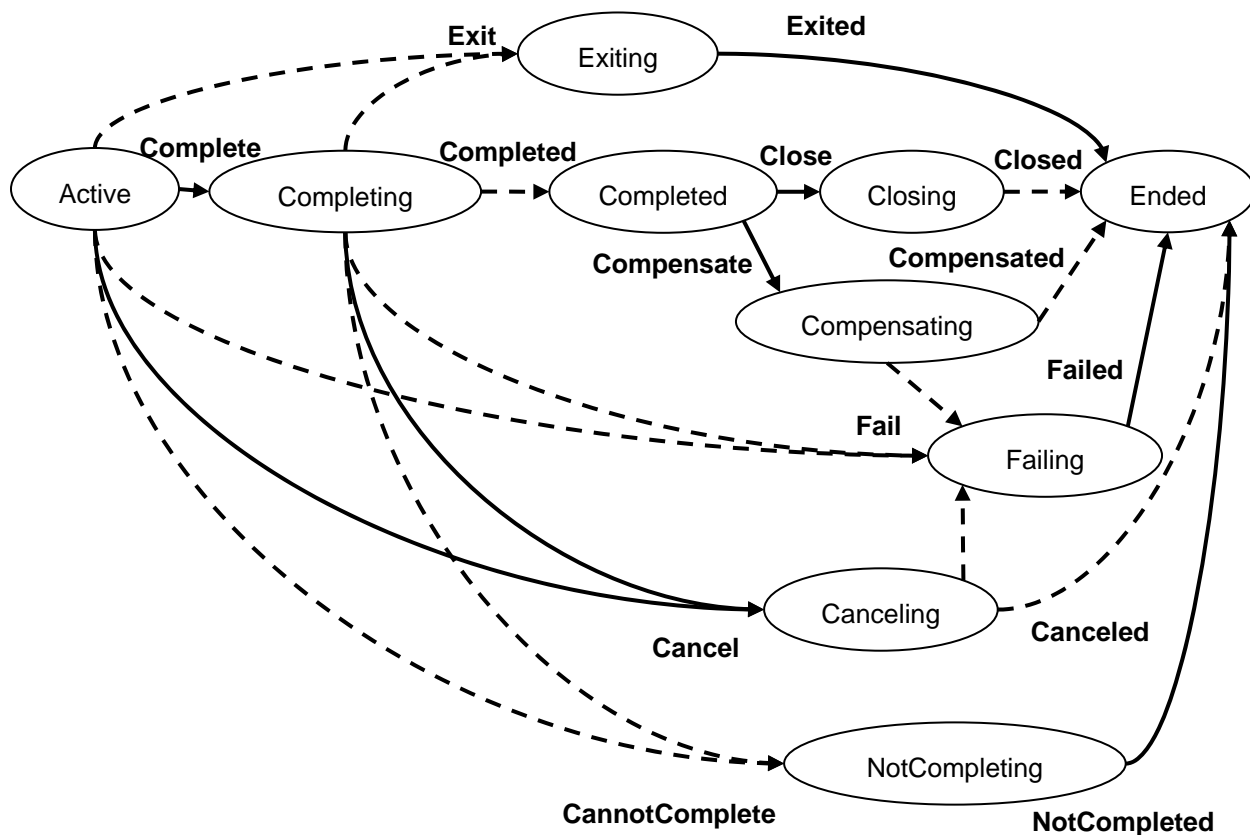 Exited
Exit
Exiting
Complete
Completed
Close
Closed
Active
Completing
Completed
Closing
Ended
Compensate
Compensated
Compensating
Failed
Fail
Failing
Canceling
Cancel
Canceled
NotCompleting
CannotComplete
NotCompleted